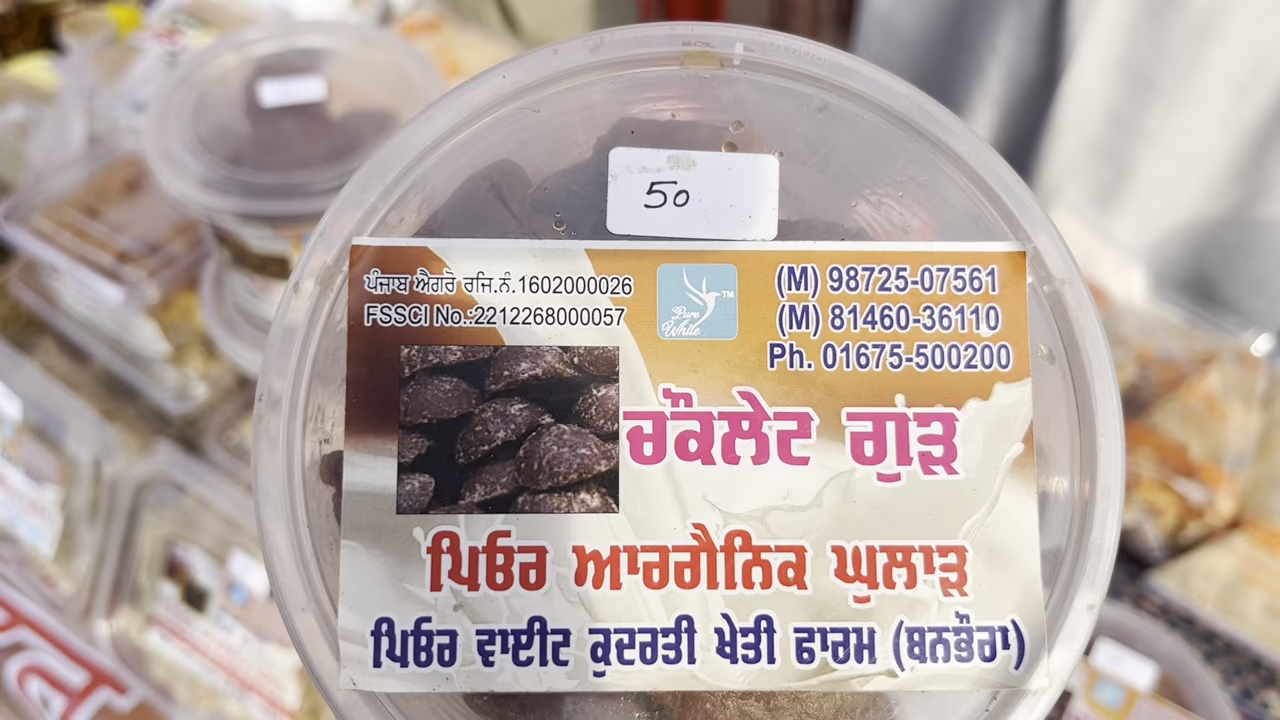 50
ਪੰਜਾਬ ਐਗਰੋ ਰਜਿ.ਨੰ.1602000026
FSSCI No.:2212268000057
Pure
White
TM
(M) 98725-07561
(M) 81460-36110
Ph. 01675-500200
ਚੌਕਲੇਟ ਗੁੜ
ਪਿਓਰ ਆਰਗੈਨਿਕ ਘੁਲਾੜ
ਪਿਓਰ ਵਾਈਟ ਕੁਦਰਤੀ ਖੇਤੀ ਫਾਰਮ (ਬਨਭੌਰਾ)